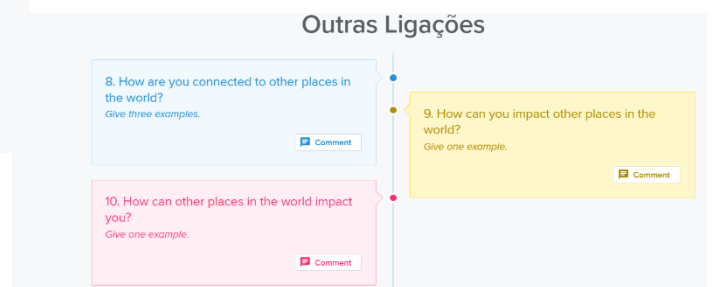 Outras Ligações
8. How are you connected to other places in
the world?
Give three examples.
Comment
9. How can you impact other places in the
world?
Give one example.
Comment
10. How can other places in the world impact
you?
Give one example.
Comment